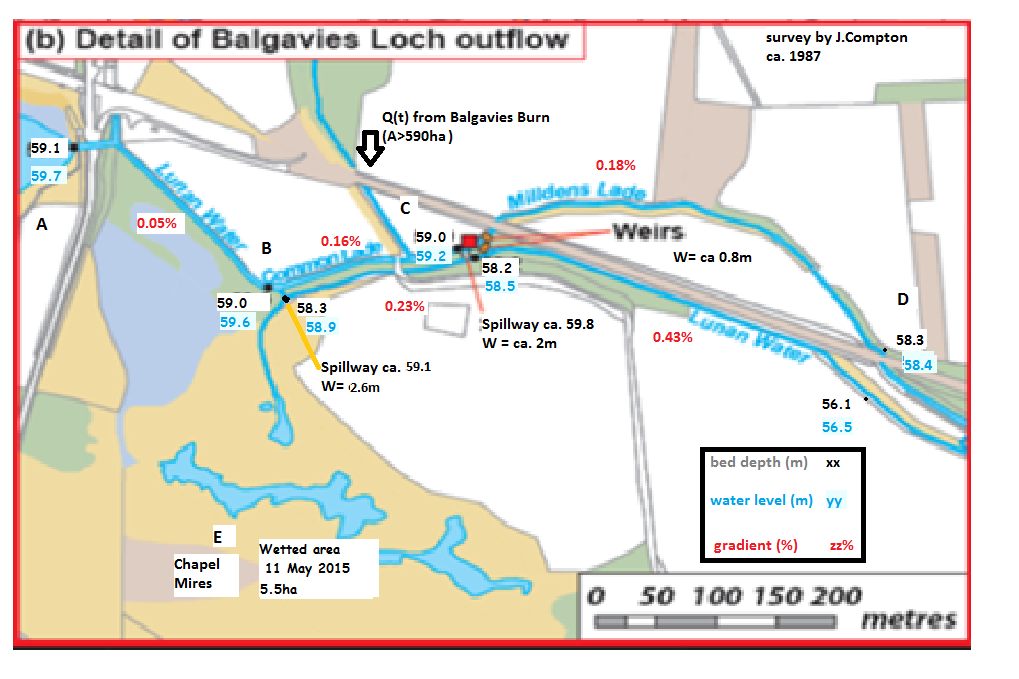 (b) Detail of Balgavies Loch outflow
survey by J.Compton
ca. 1987
Q(t) from Balgavies Burn
(A>590ha)
59.1
59.7
A
Lunan Water
0.05%
B
0.16%
Common Lade
C
59.0
59.2
0.18%
Milldens Lade
Weirs
W= ca 0.8m
58.2
58.5
59.0
59.6
58.3
58.9
0.23%
Spillway ca. 59.8
W = ca. 2m
0.43%
Lunan Water
D
58.3
58.4
Spillway ca. 59.1
W= 2.6m
56.1
56.5
bed depth (m) xx
water level (m) yy
gradient (%) zz%
E
Chapel
Mires
Wetted area
11 May 2015
5.5ha
0 50 100 150 200
metres